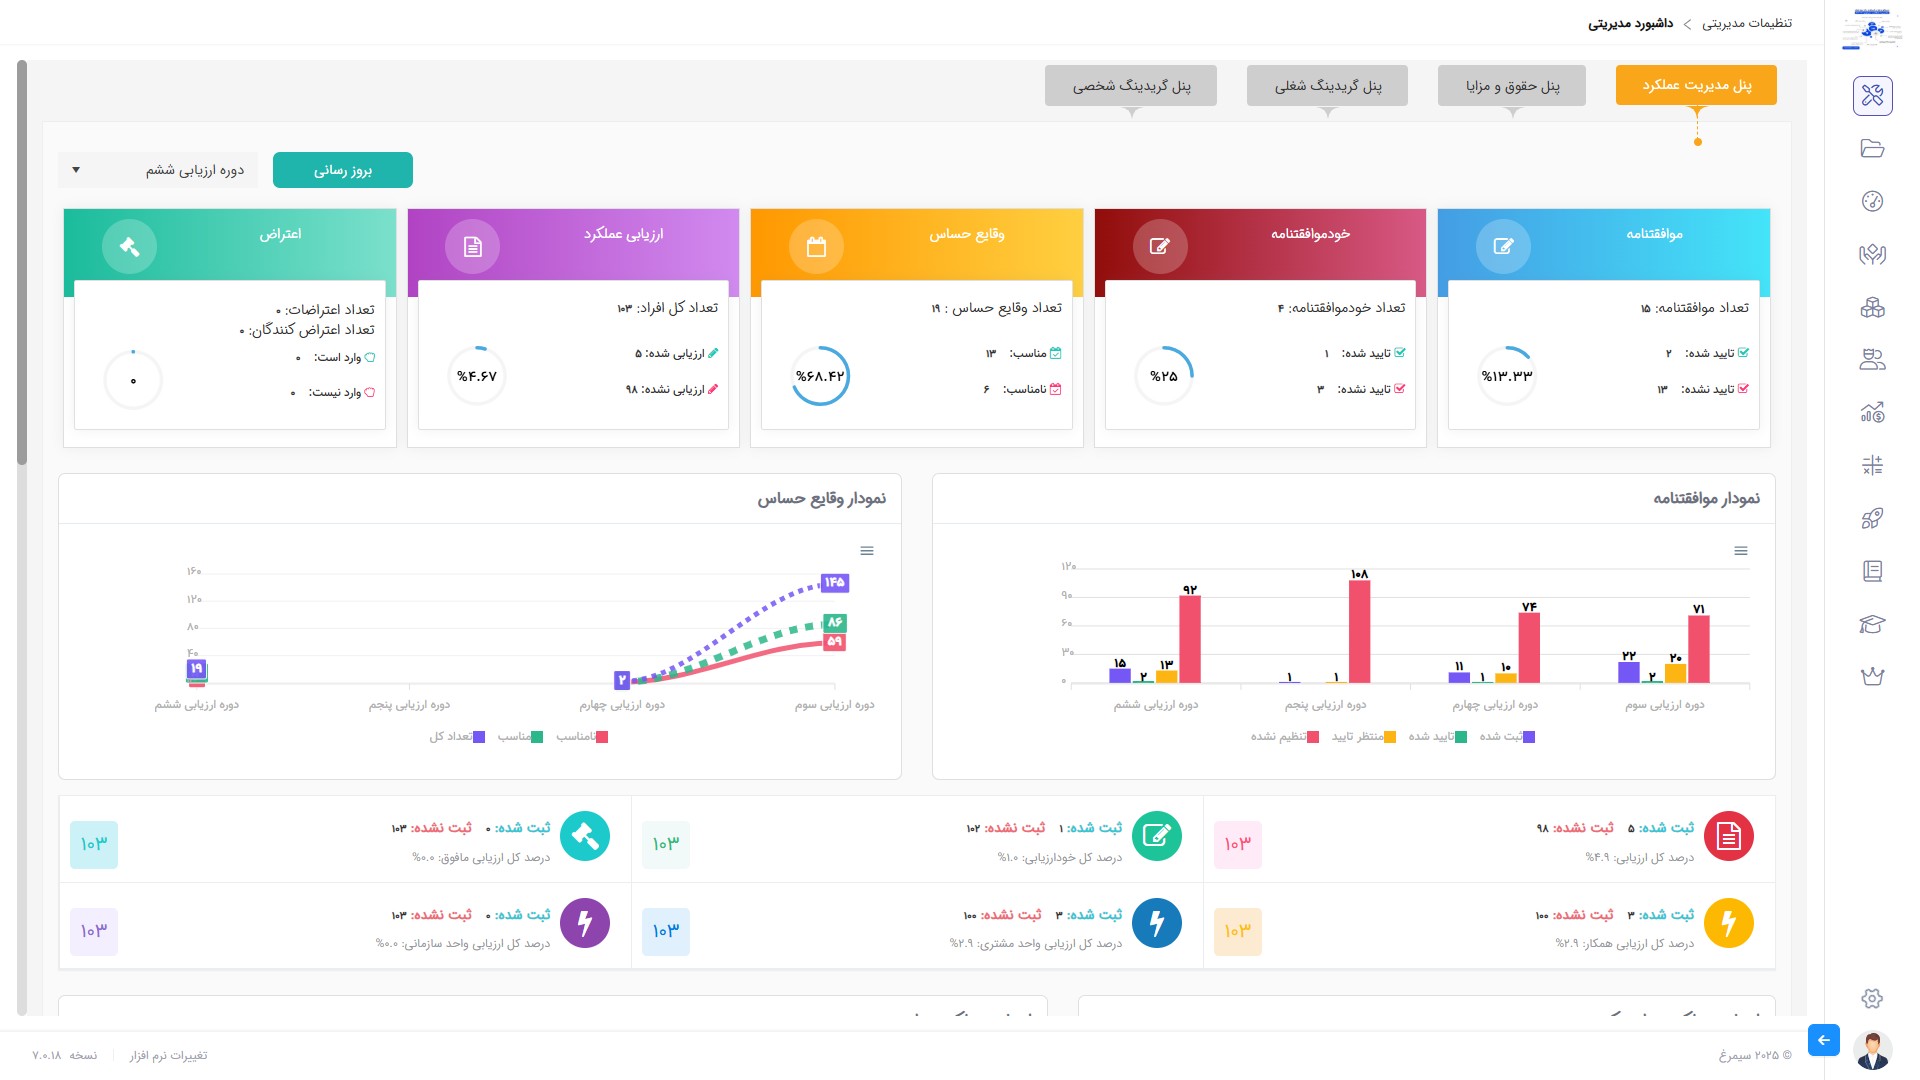 تنظیمات مدیریتی > داشبورد مدیریتی
پنل مدیریت عملکرد
پنل حقوق و مزایا
پنل گریدینگ شغلی
پنل گریدینگ شخصی
بروز رسانی
دوره ارزیابی ششم
موافقتنامه
تعداد موافقتنامه: ۱۵
تایید شده: ۲
تایید نشده: ۱۳
%۱۳.۳۳
خودموافقتنامه
تعداد خودموافقتنامه: ۴
تایید شده: ۱
تایید نشده: ۳
%۲۵
وقایع حساس
تعداد وقایع حساس : ۱۹
مناسب: ۱۳
نامناسب: ۶
%۶۸.۴۲
ارزیابی عملکرد
تعداد کل افراد: ۱۰۳
ارزیابی شده: ۵
ارزیابی نشده: ۹۸
%۴.۶۷
اعتراض
تعداد اعتراضات: ۰
تعداد اعتراض کنندگان: ۰
وارد است: ۰
وارد نیست: ۰
۰
نمودار موافقتنامه
۱۲۰
۹۰
۶۰
۳۰
۰
۱۵ ۲ ۱۳ ۹۲
۱ ۱ ۱۰۸
۱۱ ۱ ۱۰ ۷۴
۲۲ ۲ ۲۰ ۷۱
دوره ارزیابی سوم
دوره ارزیابی چهارم
دوره ارزیابی پنجم
دوره ارزیابی ششم
ثبت شده
تایید شده
منتظر تایید
تنظیم نشده
نمودار وقایع حساس
۱۶۰
۱۲۰
۸۰
۴۰
۱۹
۲
۱۴۵
۸۶
۵۹
دوره ارزیابی سوم
دوره ارزیابی چهارم
دوره ارزیابی پنجم
دوره ارزیابی ششم
نامناسب
مناسب
تعداد کل
ثبت شده: ۵ ثبت نشده: ۹۸
درصد کل ارزیابی: ۴.۹%
۱۰۳
ثبت شده: ۱ ثبت نشده: ۱۰۲
درصد کل خودارزیابی: ۱.۰%
۱۰۳
ثبت شده: ۰ ثبت نشده: ۱۰۳
درصد کل ارزیابی مافوق: ۰.۰%
۱۰۳
ثبت شده: ۳ ثبت نشده: ۱۰۰
درصد کل ارزیابی همکار: ۲.۹%
۱۰۳
ثبت شده: ۳ ثبت نشده: ۱۰۰
درصد کل ارزیابی واحد مشتری: ۲.۹%
۱۰۳
ثبت شده: ۰ ثبت نشده: ۱۰۳
درصد کل ارزیابی واحد سازمانی: ۰.۰%
۱۰۳
© ۲۰۲۵ سیمرغ
تغییرات نرم افزار
نسخه ۷.۰.۱۸